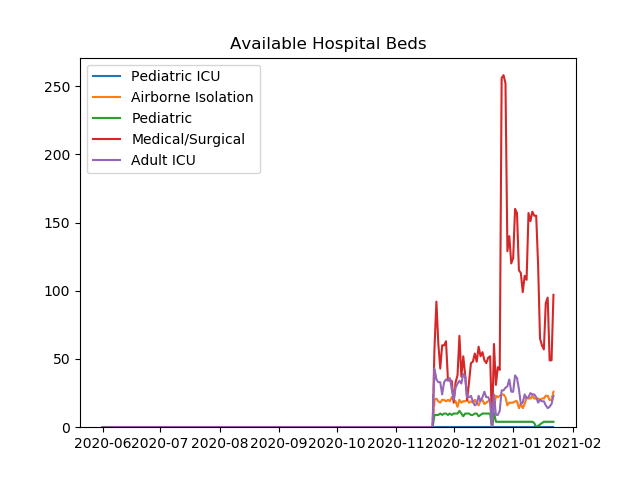 Available Hospital Beds
Pediatric ICU
Airborne Isolation
Pediatric
Medical/Surgical
Adult ICU
250
200
150
100
50
0
2020-06 2020-07 2020-08 2020-09 2020-10 2020-11 2020-12 2021-01 2021-02